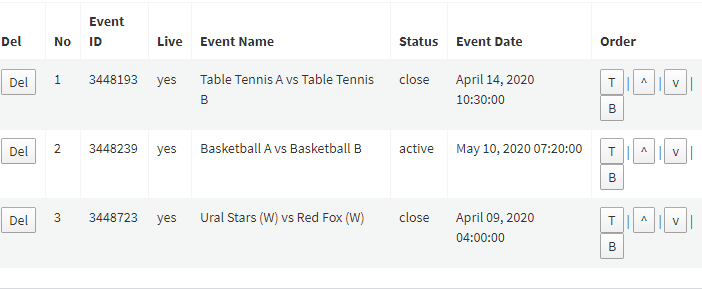 Del No Event ID Live Event Name Status Event Date Order
Del 1 3448193 yes Table Tennis A vs Table Tennis close April 14, 2020 T | ^ | v |
B 10:30:00 B
Del 2 3448239 yes Basketball A vs Basketball B active May 10, 2020 07:20:00 T | ^ | v |
B
Del 3 3448723 yes Ural Stars (W) vs Red Fox (W) close April 09, 2020 T | ^ | v |
04:00:00 B